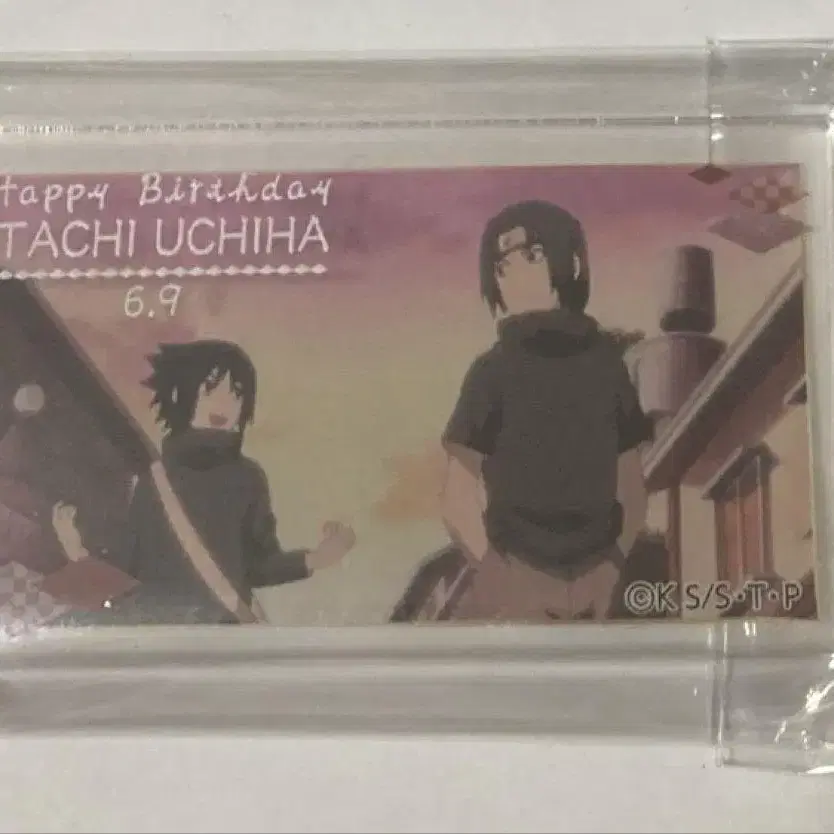 Happy Birthday
TACHI UCHIHA
6.9
©K S/S・T・P